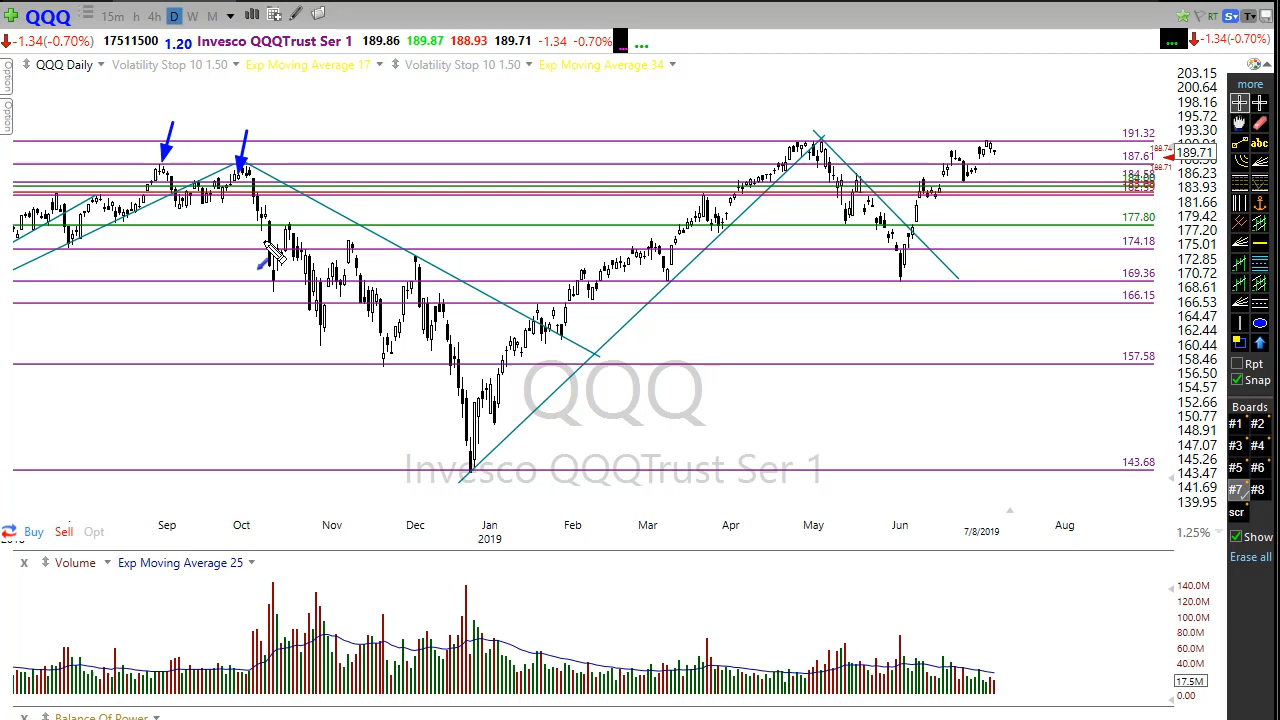 QQQ 15m h 4h D W M RT S T
-1.34(-0.70%) 17511500 1.20 Invesco QQQTrust Ser 1 189.86 189.87 188.93 189.71 -1.34 -0.70% ... ... ... -1.34(-0.70%)
Option
Option
QQQ Daily Volatility Stop 10 1.50 Exp Moving Average 17 Volatility Stop 10 1.50 Exp Moving Average 34
203.15
200.64
198.16
195.72
193.30
189.71
186.23
183.93
181.66
179.42
177.20
175.01
172.85
170.72
168.61
166.53
164.47
162.44
160.44
158.46
156.50
154.57
152.66
150.77
148.91
147.07
145.26
143.47
141.69
139.95
191.32
187.61
177.80
174.18
169.36
166.15
157.58
143.68
188.71
QQQ
Invesco QQQTrust Ser 1
Sep Oct Nov Dec Jan Feb Mar Apr May Jun 7/8/2019 Aug
2019
Buy Sell Opt
1.25%
x Volume Exp Moving Average 25
140.0M
120.0M
100.0M
80.0M
60.0M
40.0M
17.5M
0.00
x Balance Of Power
more
abc
Rpt
Snap
Boards
#1 #2
#3 #4
#5 #6
#7 #8
scr
Show
Erase all